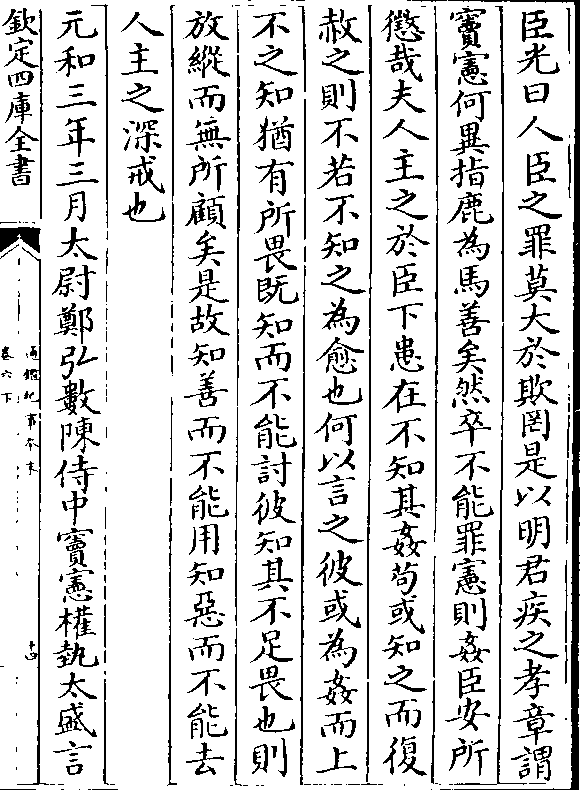 臣光曰人臣之罪莫大於欺罔是以明君疾之孝章謂
竇憲何異指鹿為馬善矣然卒不能罪憲則姦臣安所
懲哉夫人主之於臣下患在不知其姦茍或知之而復
赦之則不若不知之為愈也何以言之彼或為姦而上
不之知猶有所畏既知而不能討彼知其不足畏也則
放縱而無所顧矣是故知善而不能用知惡而不能去
人主之深戒也
元和三年三月太尉鄭弘數陳侍中竇憲權埶太盛言
欽定四庫全書
通鑑紀事本末
卷六下
十四